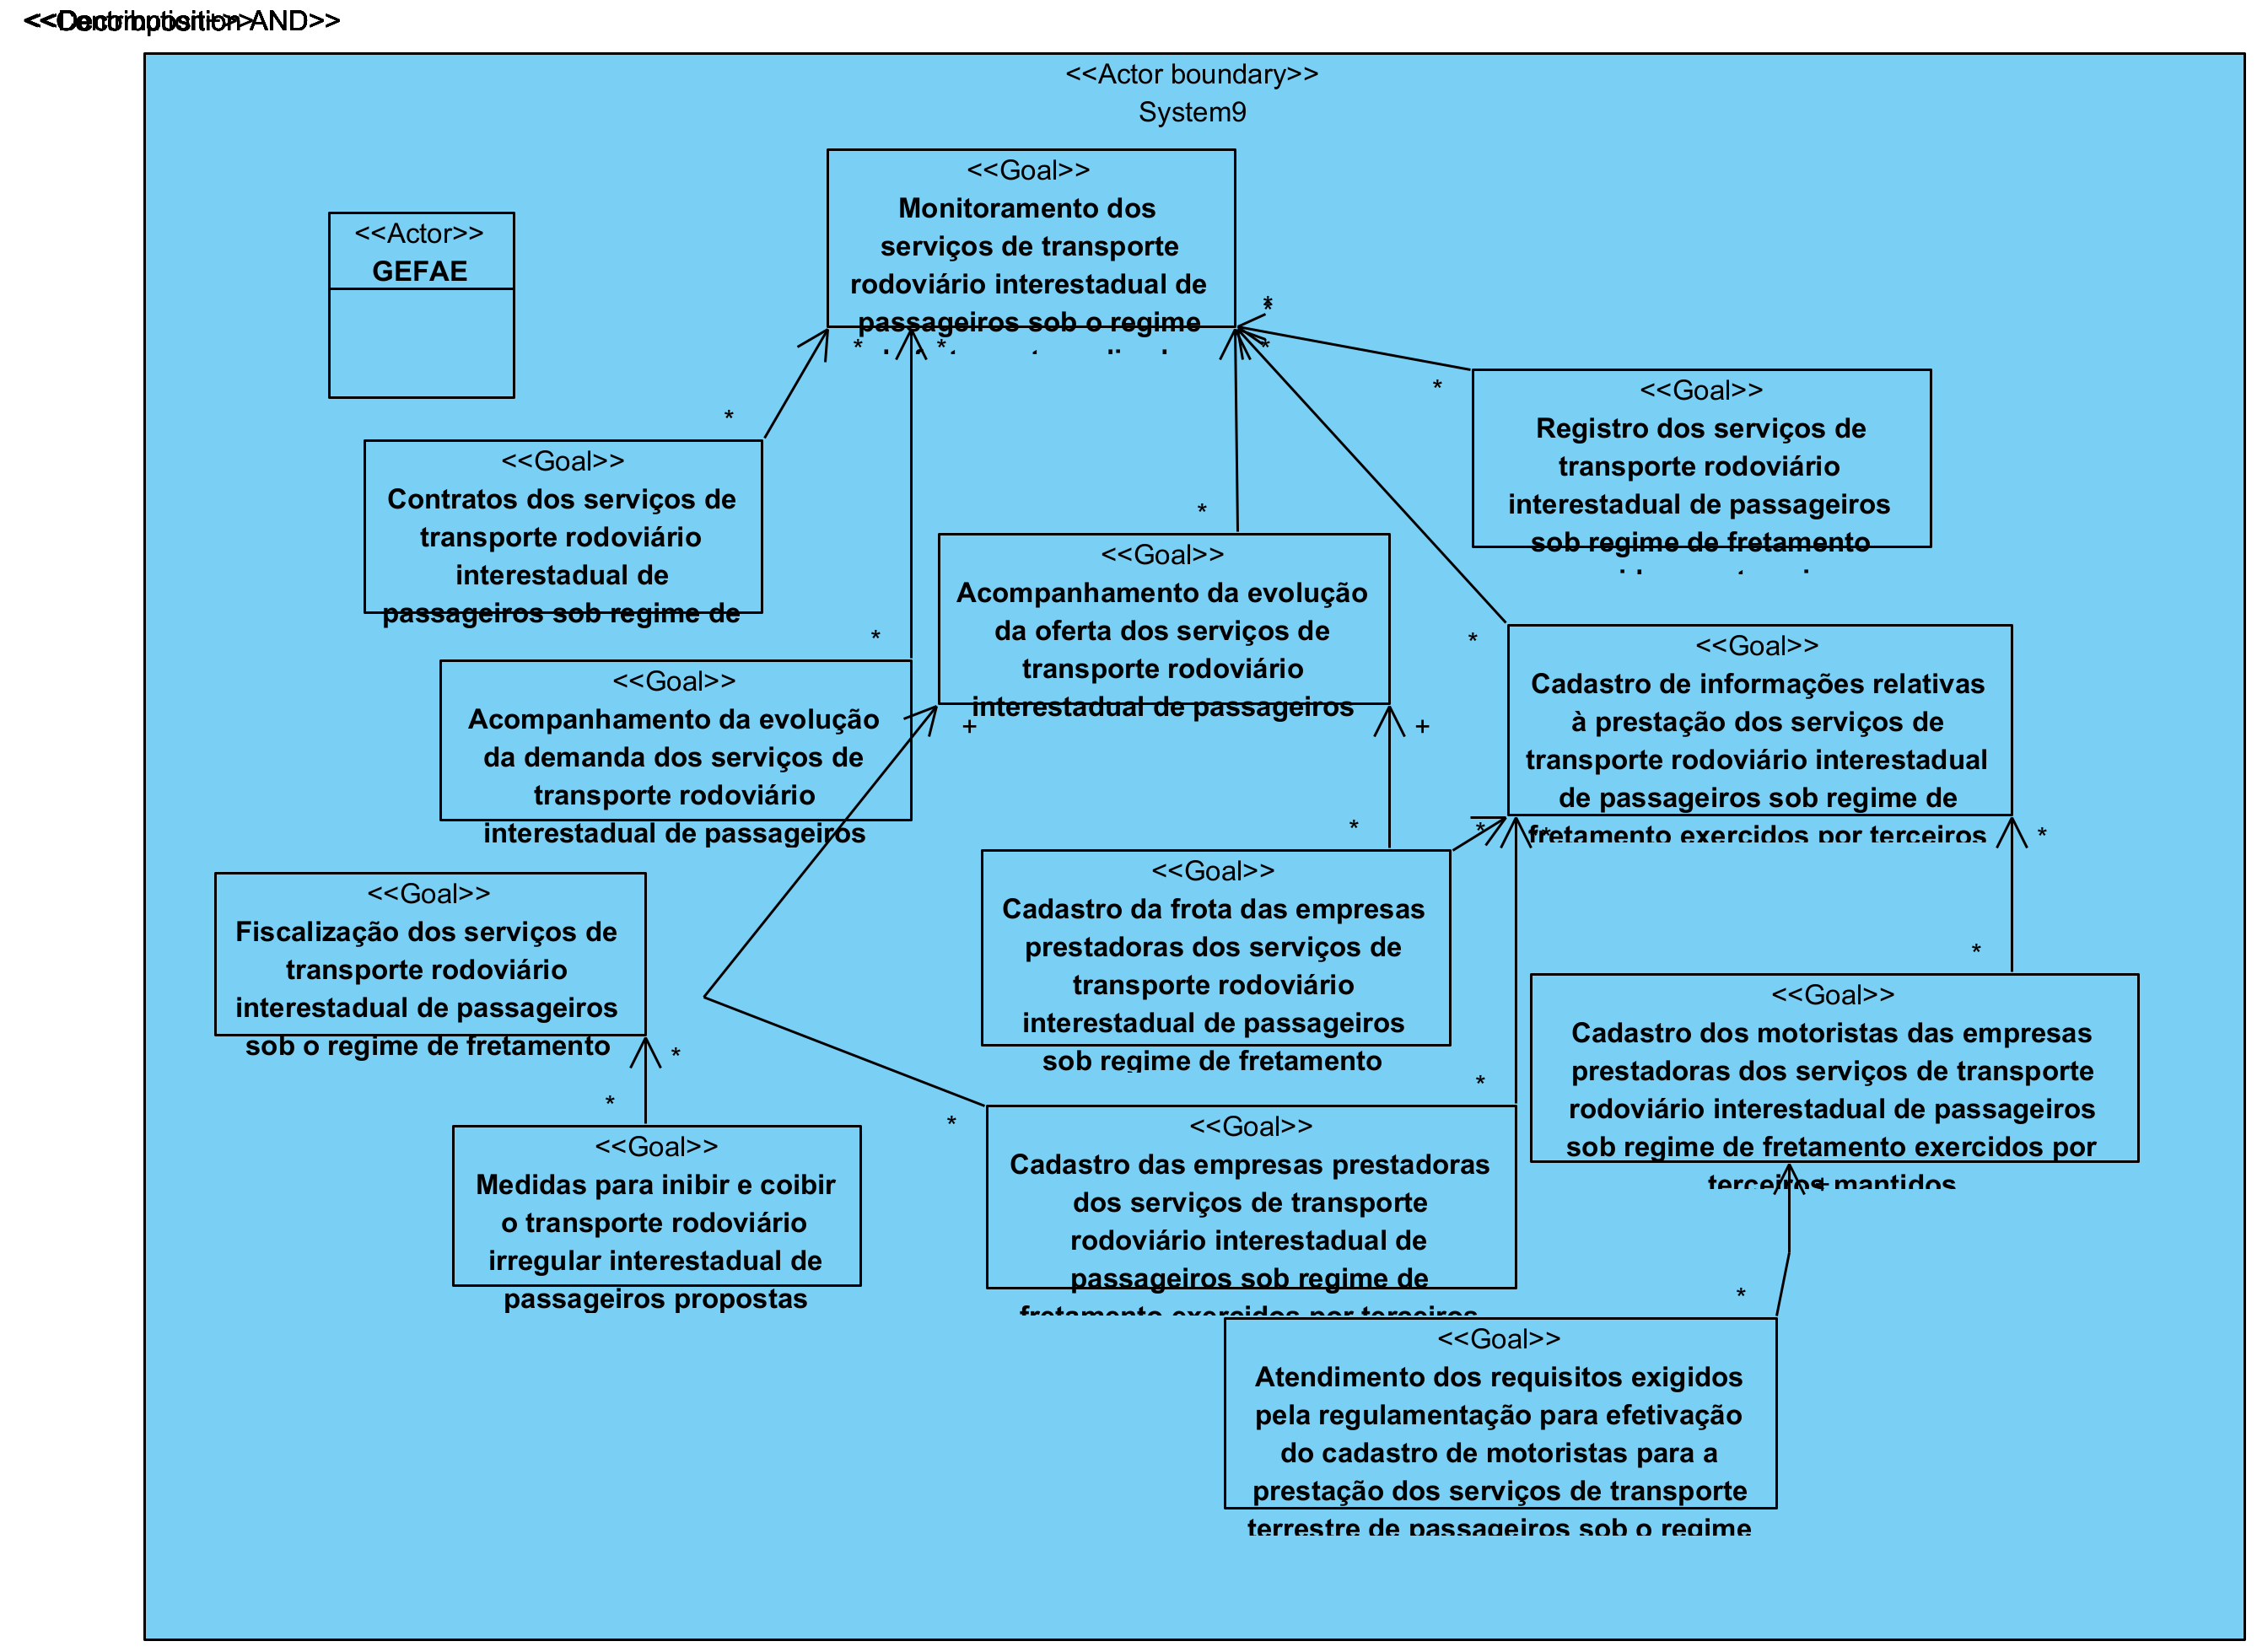 <<Decomposition AND>>
<<Actor boundary>>
System9
<<Goal>>
Monitoramento dos
serviços de transporte
rodoviário interestadual de
passageiros sob o regime
<<Actor>>
GEFAE
<<Goal>>
Registro dos serviços de
transporte rodoviário
interestadual de passageiros
sob regime de fretamento
<<Goal>>
Contratos dos serviços de
transporte rodoviário
interestadual de
passageiros sob regime de
<<Goal>>
Acompanhamento da evolução
da oferta dos serviços de
transporte rodoviário
interestadual de passageiros
<<Goal>>
Cadastro de informações relativas
à prestação dos serviços de
transporte rodoviário interestadual
de passageiros sob regime de
fretamento exercidos por terceiros
<<Goal>>
Acompanhamento da evolução
da demanda dos serviços de
transporte rodoviário
interestadual de passageiros
<<Goal>>
Cadastro da frota das empresas
prestadoras dos serviços de
transporte rodoviário
interestadual de passageiros
sob regime de fretamento
<<Goal>>
Fiscalização dos serviços de
transporte rodoviário
interestadual de passageiros
sob o regime de fretamento
<<Goal>>
Cadastro dos motoristas das empresas
prestadoras dos serviços de transporte
rodoviário interestadual de passageiros
sob regime de fretamento exercidos por
terceiros mantidos
<<Goal>>
Medidas para inibir e coibir
o transporte rodoviário
irregular interestadual de
passageiros propostas
<<Goal>>
Cadastro das empresas prestadoras
dos serviços de transporte
rodoviário interestadual de
passageiros sob regime de
fretamento exercidos por terceiros
<<Goal>>
Atendimento dos requisitos exigidos
pela regulamentação para efetivação
do cadastro de motoristas para a
prestação dos serviços de transporte
terrestre de passageiros sob o regime